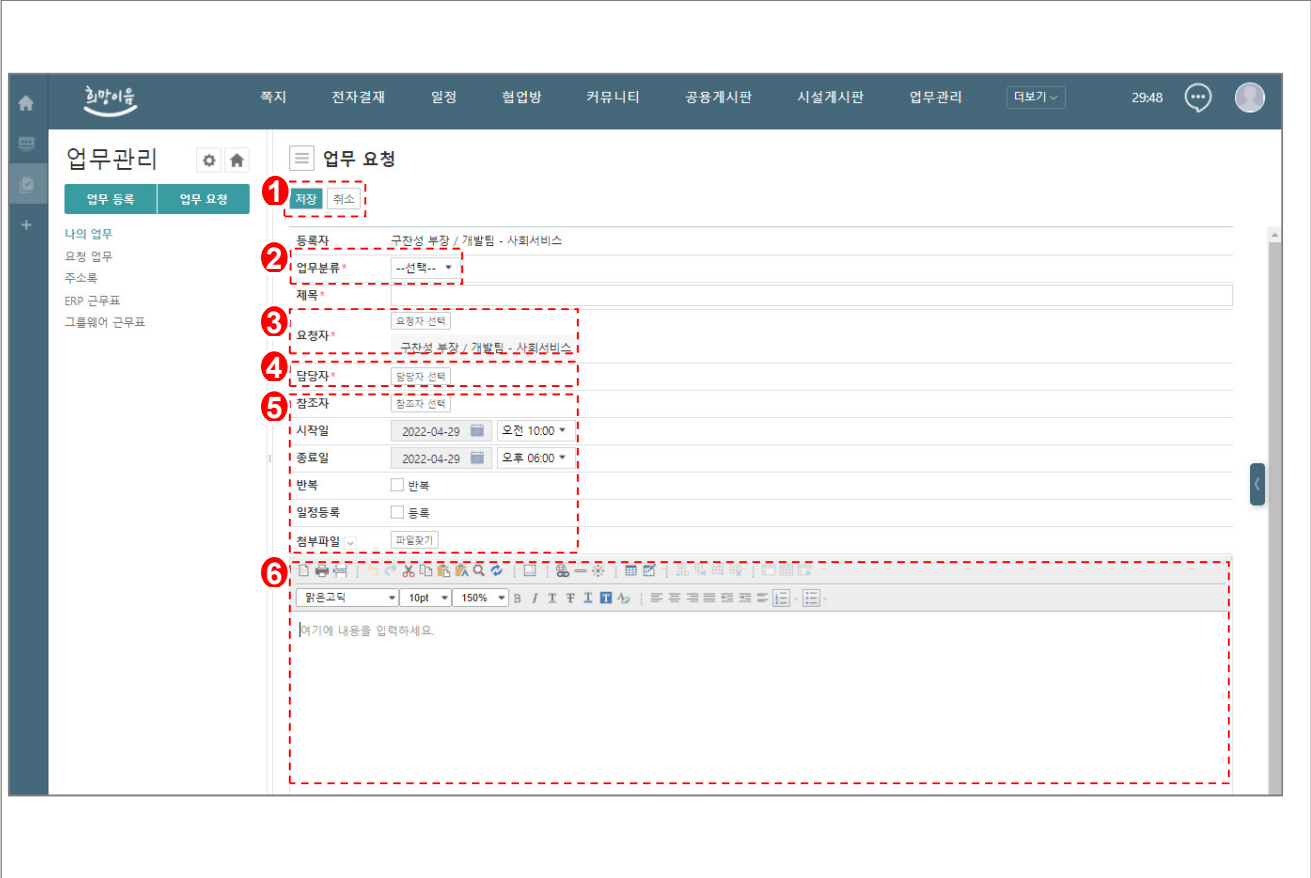 희망이음
쪽지 전자결재 일정 협업방 커뮤니티 공용게시판 시설게시판 업무관리 더보기 29:48
업무관리
업무 등록 업무 요청
나의 업무
요청 업무
주소록
ERP 근무표
그룹웨어 근무표
업무 요청
1 저장 취소
등록자 구찬성 부장 / 개발팀 - 사회서비스
2 업무분류* --선택--
제목*
3 요청자* 요청자 선택
구찬성 부장 / 개발팀 - 사회서비스
4 담당자* 담당자 선택
5 참조자 참조자 선택
시작일 2022-04-29 오전 10:00
종료일 2022-04-29 오후 06:00
반복 반복
일정등록 등록
첨부파일 파일찾기
6
맑은고딕 10pt 150% B I T T T T
여기에 내용을 입력하세요.